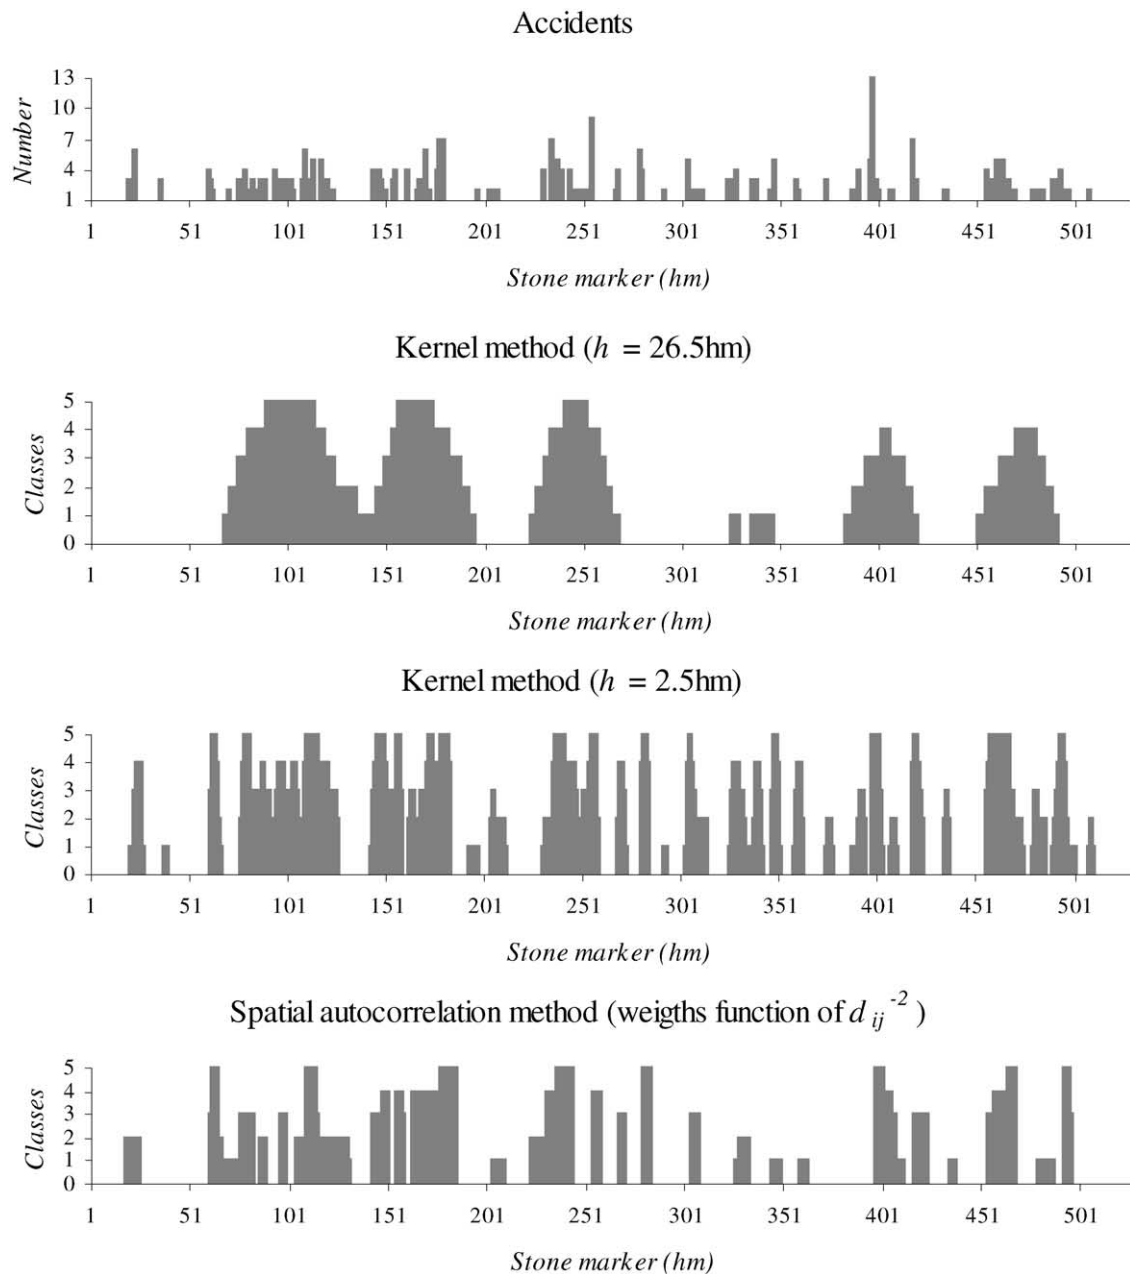 Accidents
Number
13
10
7
4
1
1 51 101 151 201 251 301 351 401 451 501
Stone marker (hm)
Kernel method (h = 26.5hm)
Classes
5
4
3
2
1
0
1 51 101 151 201 251 301 351 401 451 501
Stone marker (hm)
Kernel method (h = 2.5hm)
Classes
5
4
3
2
1
0
1 51 101 151 201 251 301 351 401 451 501
Stone marker (hm)
Spatial autocorrelation method (weigths function of d ij -2 )
Classes
5
4
3
2
1
0
1 51 101 151 201 251 301 351 401 451 501
Stone marker (hm)